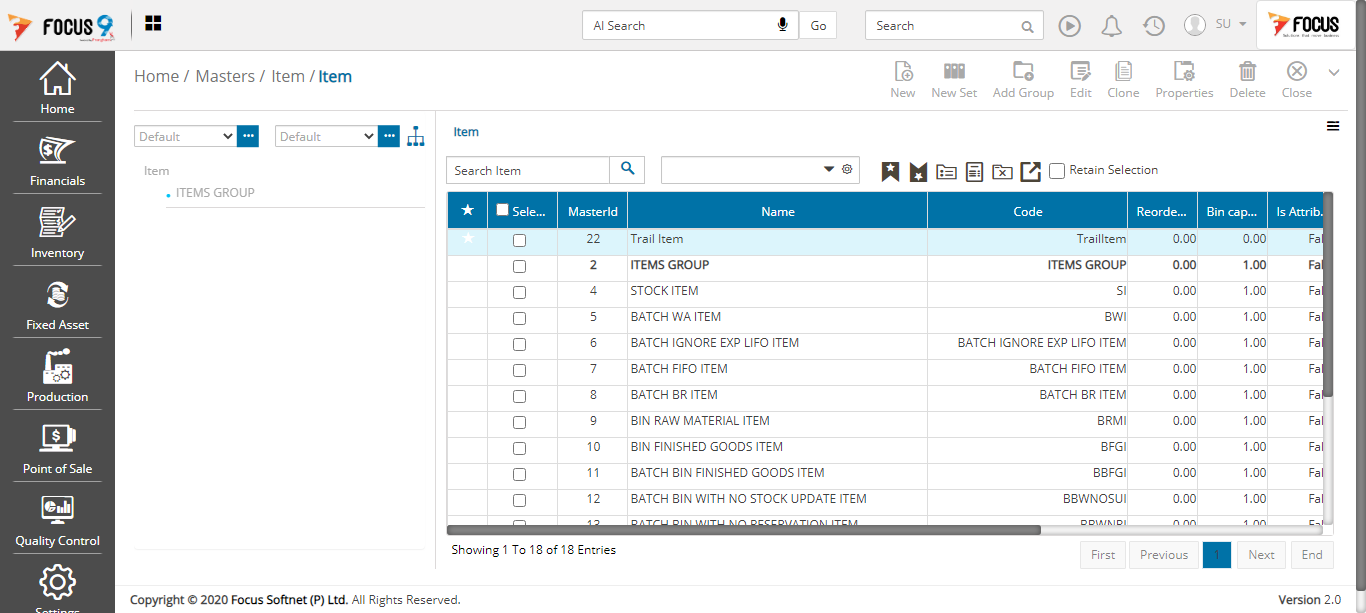 FOCUS 9
AI Search
Go
Search
SU
FOCUS
Home
Financials
Inventory
Fixed Asset
Production
Point of Sale
Quality Control
Settings
Home / Masters / Item / Item
New
New Set
Add Group
Edit
Clone
Properties
Delete
Close
Default
Default
Item
ITEMS GROUP
Item
Search Item
Retain Selection
Sele... MasterId Name Code Reorde... Bin cap... Is Attrib.
22 Trail Item TrailItem 0.00 0.00 Fal
2 ITEMS GROUP ITEMS GROUP 0.00 1.00 Fal
4 STOCK ITEM SI 0.00 1.00 Fal
5 BATCH WA ITEM BWI 0.00 1.00 Fal
6 BATCH IGNORE EXP LIFO ITEM BATCH IGNORE EXP LIFO ITEM 0.00 1.00 Fal
7 BATCH FIFO ITEM BATCH FIFO ITEM 0.00 1.00 Fal
8 BATCH BR ITEM BATCH BR ITEM 0.00 1.00 Fal
9 BIN RAW MATERIAL ITEM BRMI 0.00 1.00 Fal
10 BIN FINISHED GOODS ITEM BFGI 0.00 1.00 Fal
11 BATCH BIN FINISHED GOODS ITEM BBFGI 0.00 1.00 Fal
12 BATCH BIN WITH NO STOCK UPDATE ITEM BBWNOSUI 0.00 1.00 Fal
13 BATCH BIN WITH NO RESERVATION ITEM BBWNRI 0.00 1.00 Fal
Showing 1 To 18 of 18 Entries
First
Previous
1
Next
End
Copyright © 2020 Focus Softnet (P) Ltd. All Rights Reserved.
Version 2.0